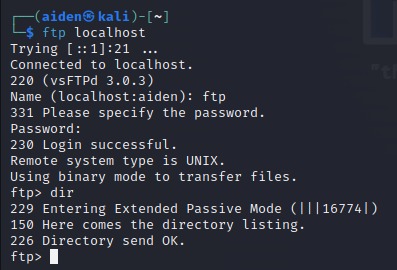 ┌──(aiden㉿kali)-[~]
└─$ ftp localhost
Trying [::1]:21 ...
Connected to localhost.
220 (vsFTPd 3.0.3)
Name (localhost:aiden): ftp
331 Please specify the password.
Password:
230 Login successful.
Remote system type is UNIX.
Using binary mode to transfer files.
ftp> dir
229 Entering Extended Passive Mode (|||16774|)
150 Here comes the directory listing.
226 Directory send OK.
ftp>